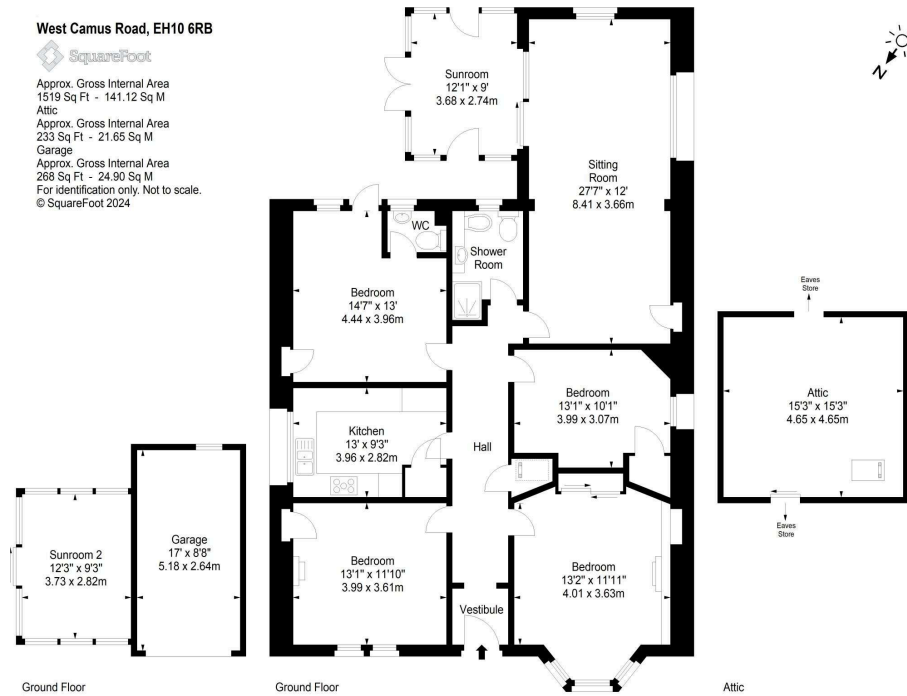 West Camus Road, EH10 6RB
SquareFoot
Approx. Gross Internal Area
1519 Sq Ft - 141.12 Sq M
Attic
Approx. Gross Internal Area
233 Sq Ft - 21.65 Sq M
Garage
Approx. Gross Internal Area
268 Sq Ft - 24.90 Sq M
For identification only. Not to scale.
© SquareFoot 2024
N
Sunroom
12'1" x 9'
3.68 x 2.74m
Sitting
Room
27'7" x 12'
8.41 x 3.66m
WC
Shower
Room
Bedroom
14'7" x 13'
4.44 x 3.96m
Kitchen
13' x 9'3"
3.96 x 2.82m
Hall
Bedroom
13'1" x 10'1"
3.99 x 3.07m
Bedroom
13'1" x 11'10"
3.99 x 3.61m
Vestibule
Bedroom
13'2" x 11'11"
4.01 x 3.63m
Eaves
Store
Attic
15'3" x 15'3"
4.65 x 4.65m
Eaves
Store
Sunroom 2
12'3" x 9'3"
3.73 x 2.82m
Garage
17' x 8'8"
5.18 x 2.64m
Ground Floor
Ground Floor
Attic